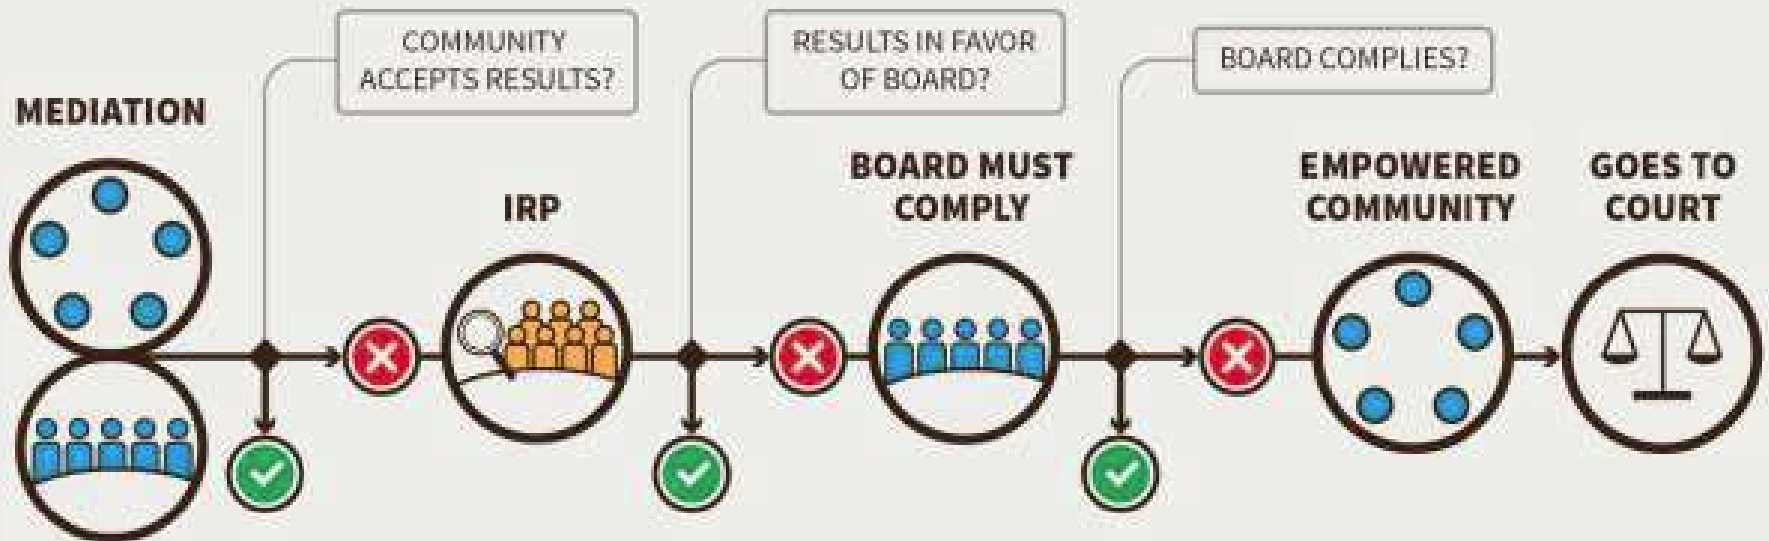 MEDIATION
COMMUNITY
ACCEPTS RESULTS?
IRP
RESULTS IN FAVOR
OF BOARD?
BOARD MUST
COMPLY
BOARD COMPLIES?
EMPOWERED
COMMUNITY
GOES TO
COURT